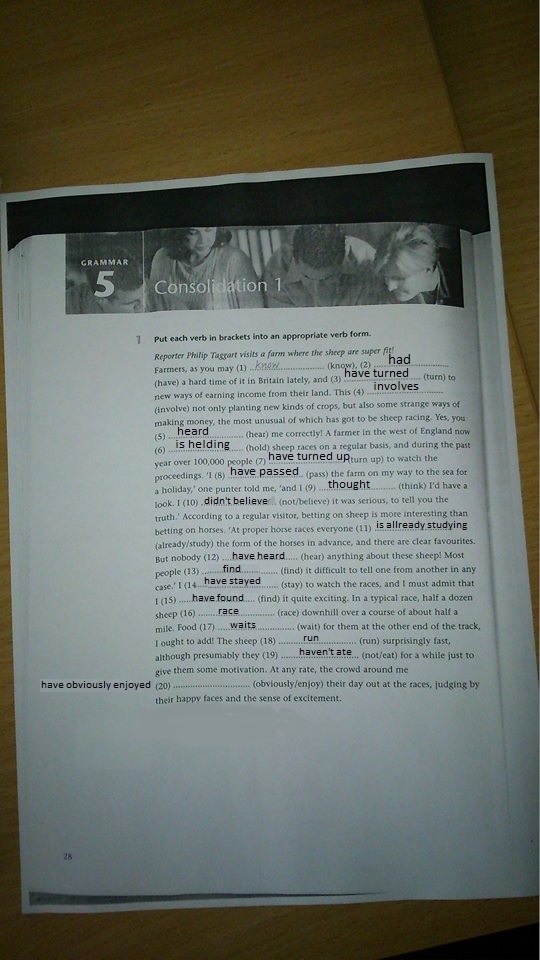 GRAMMAR
5
Consolidation 1
1 Put each verb in brackets into an appropriate verb form.
Reporter Philip Taggart visits a farm where the sheep are super fit!
Farmers, as you may (1) ...know... (know), (2) ...had...
(have) a hard time of it in Britain lately, and (3) ...have turned... (turn) to
new ways of earning income from their land. This (4) ...involves...
(involve) not only planting new kinds of crops, but also some strange ways of
making money, the most unusual of which has got to be sheep racing. Yes, you
(5) ...heard... (hear) me correctly! A farmer in the west of England now
(6) ...is helding... (hold) sheep races on a regular basis, and during the past
year over 100,000 people (7) ...have turned up...(turn up) to watch the
proceedings. 'I (8) ...have passed... (pass) the farm on my way to the sea for
a holiday,' one punter told me, 'and I (9) ...thought... (think) I'd have a
look. I (10) ...didn't believe... (not/believe) it was serious, to tell you the
truth.' According to a regular visitor, betting on sheep is more interesting than
betting on horses. 'At proper horse races everyone (11) ...is allready studying...
(already/study) the form of the horses in advance, and there are clear favourites.
But nobody (12) ...have heard... (hear) anything about these sheep! Most
people (13) ...find... (find) it difficult to tell one from another in any
case.' I (14 ...have stayed... (stay) to watch the races, and I must admit that
I (15) ...have found... (find) it quite exciting. In a typical race, half a dozen
sheep (16) ...race... (race) downhill over a course of about half a
mile. Food (17) ...waits... (wait) for them at the other end of the track,
I ought to add! The sheep (18) ...run... (run) surprisingly fast,
although presumably they (19) ...haven't ate... (not/eat) for a while just to
give them some motivation. At any rate, the crowd around me
have obviously enjoyed (20) ........................ (obviously/enjoy) their day out at the races, judging by
their happy faces and the sense of excitement.
28